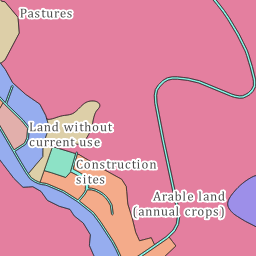 Pastures
Land without
current use
Construction
sites
Arable land
(annual crops)